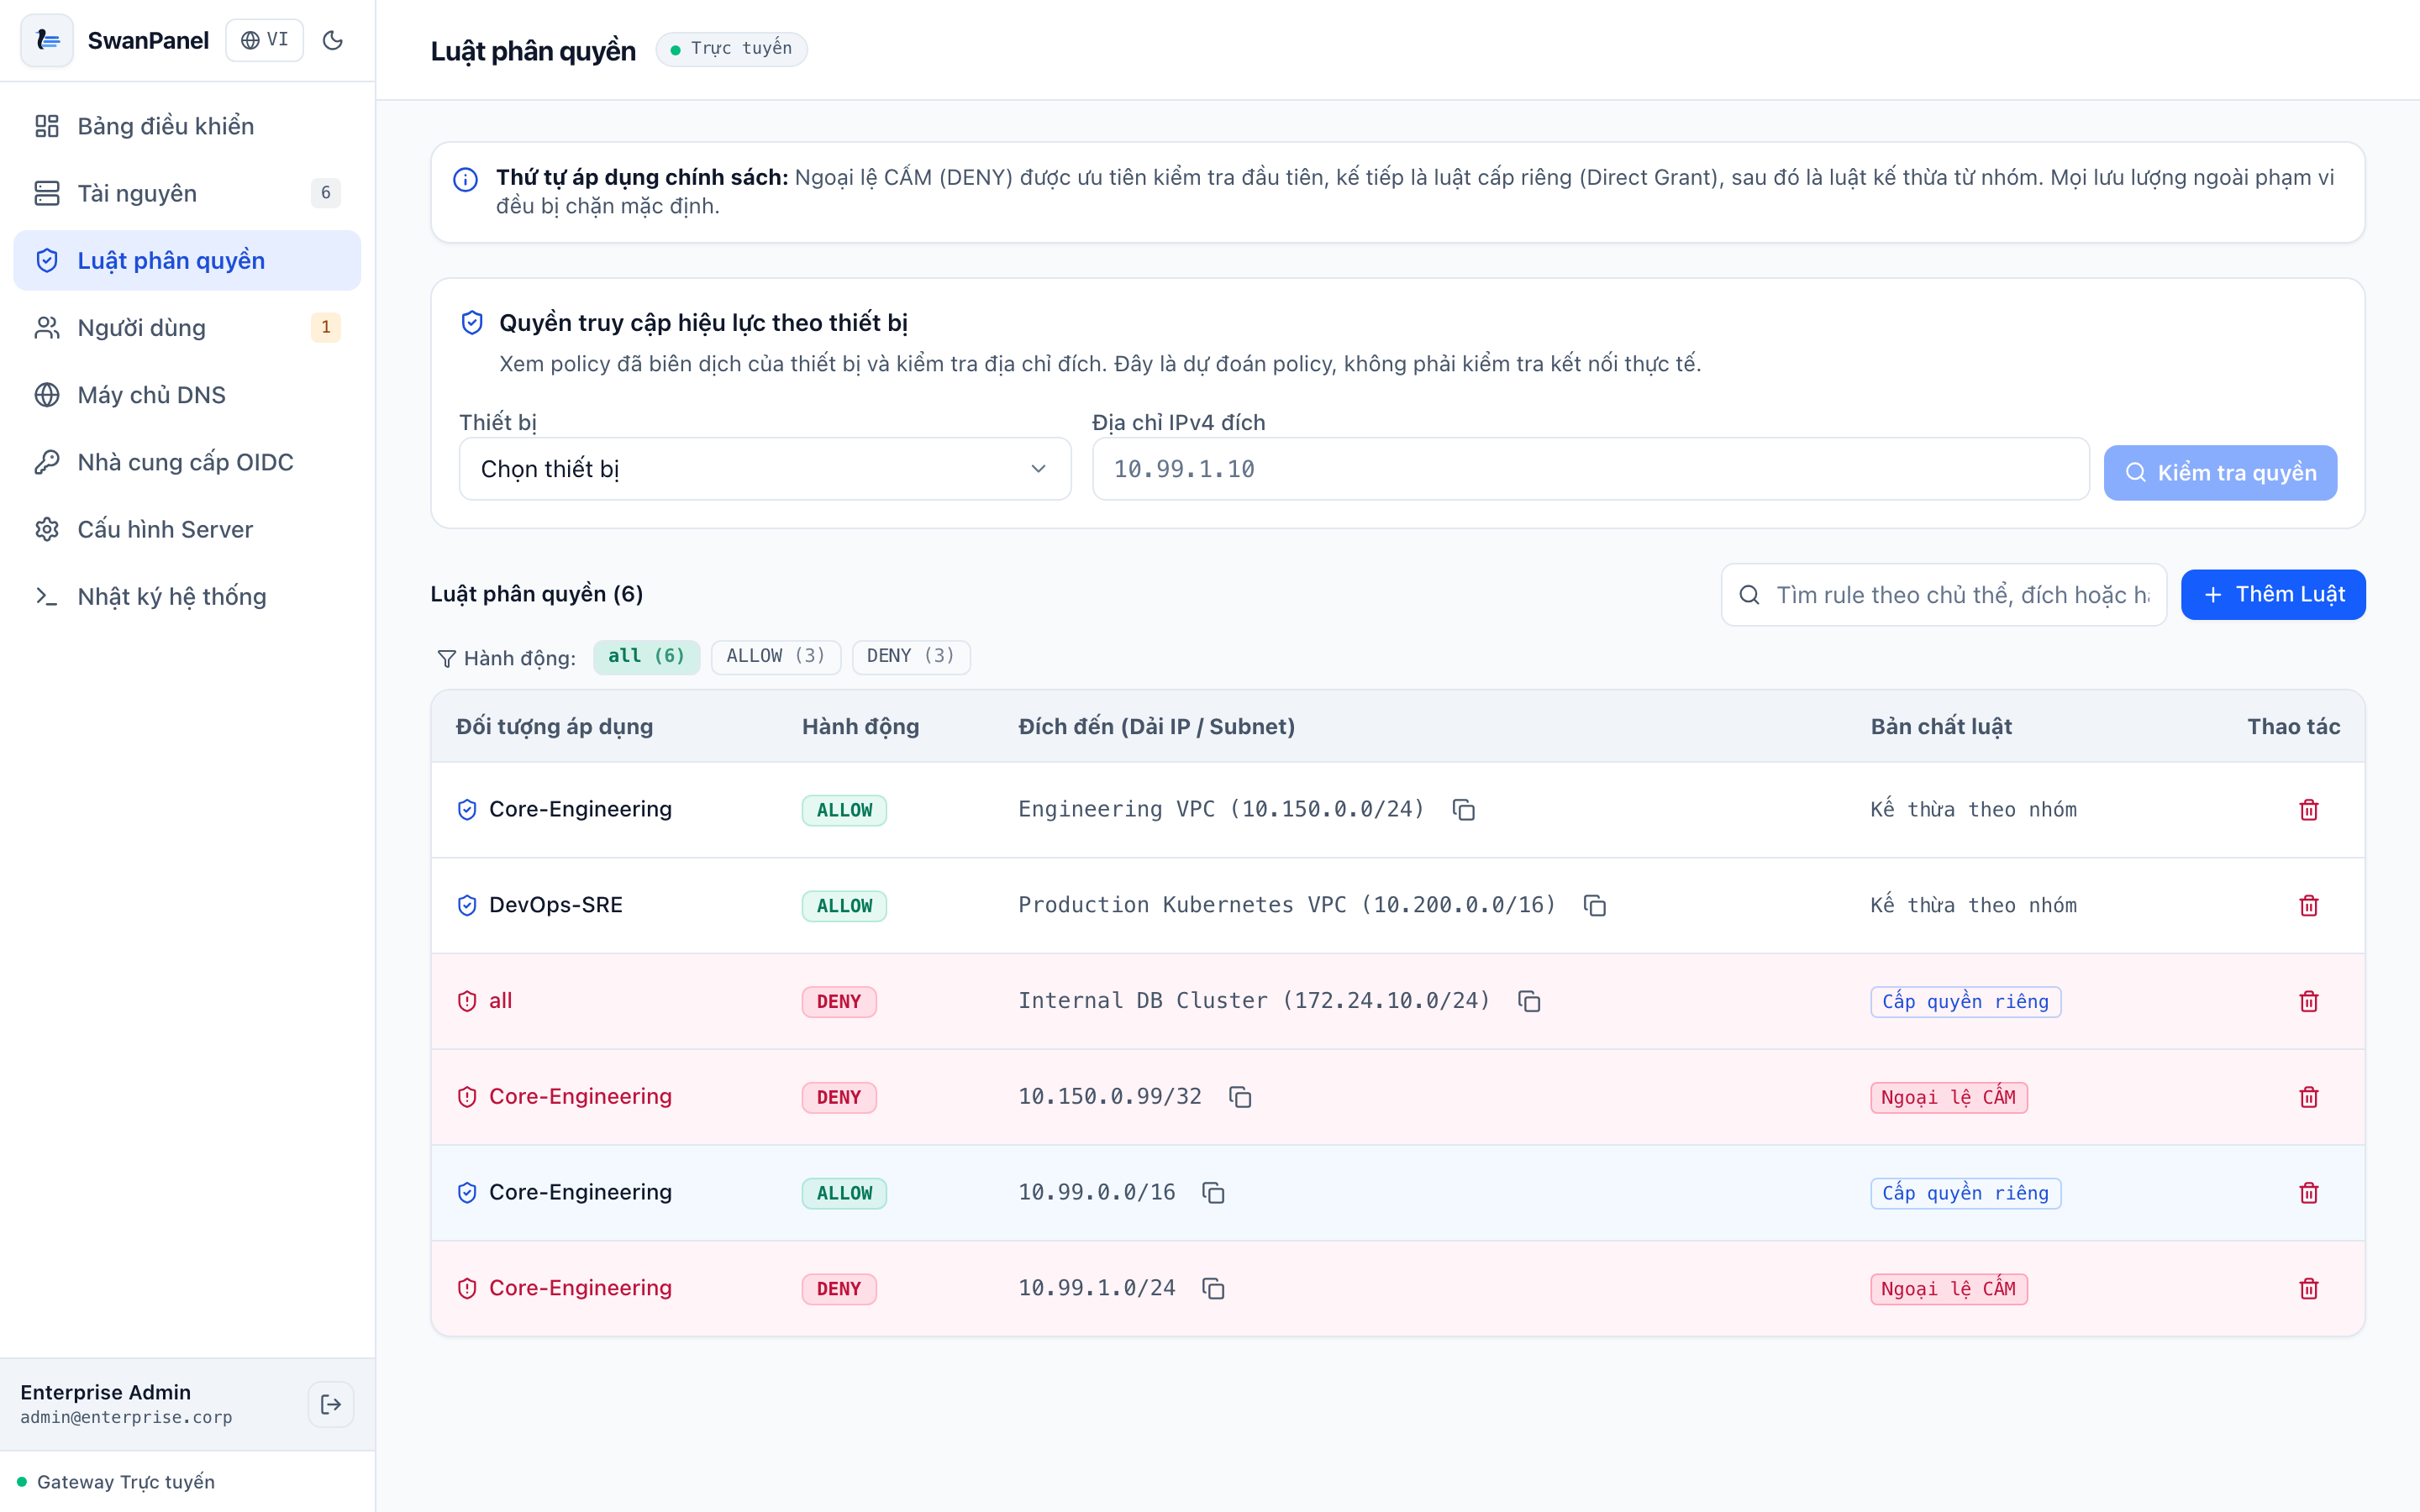 SwanPanel
VI
Bảng điều khiển
Tài nguyên 6
Luật phân quyền
Người dùng 1
Máy chủ DNS
Nhà cung cấp OIDC
Cấu hình Server
Nhật ký hệ thống
Enterprise Admin
admin@enterprise.corp
Gateway Trực tuyến
Luật phân quyền
Trực tuyến
Thứ tự áp dụng chính sách: Ngoại lệ CẤM (DENY) được ưu tiên kiểm tra đầu tiên, kế tiếp là luật cấp riêng (Direct Grant), sau đó là luật kế thừa từ nhóm. Mọi lưu lượng ngoài phạm vi
đều bị chặn mặc định.
Quyền truy cập hiệu lực theo thiết bị
Xem policy đã biên dịch của thiết bị và kiểm tra địa chỉ đích. Đây là dự đoán policy, không phải kiểm tra kết nối thực tế.
Thiết bị
Chọn thiết bị
Địa chỉ IPv4 đích
10.99.1.10
Kiểm tra quyền
Luật phân quyền (6)
Tìm rule theo chủ thể, đích hoặc
Thêm Luật
Hành động: all (6) ALLOW (3) DENY (3)
Đối tượng áp dụng Hành động Đích đến (Dải IP / Subnet) Bản chất luật Thao tác
Core-Engineering ALLOW Engineering VPC (10.150.0.0/24) Kế thừa theo nhóm
DevOps-SRE ALLOW Production Kubernetes VPC (10.200.0.0/16) Kế thừa theo nhóm
all DENY Internal DB Cluster (172.24.10.0/24) Cấp quyền riêng
Core-Engineering DENY 10.150.0.99/32 Ngoại lệ CẤM
Core-Engineering ALLOW 10.99.0.0/16 Cấp quyền riêng
Core-Engineering DENY 10.99.1.0/24 Ngoại lệ CẤM